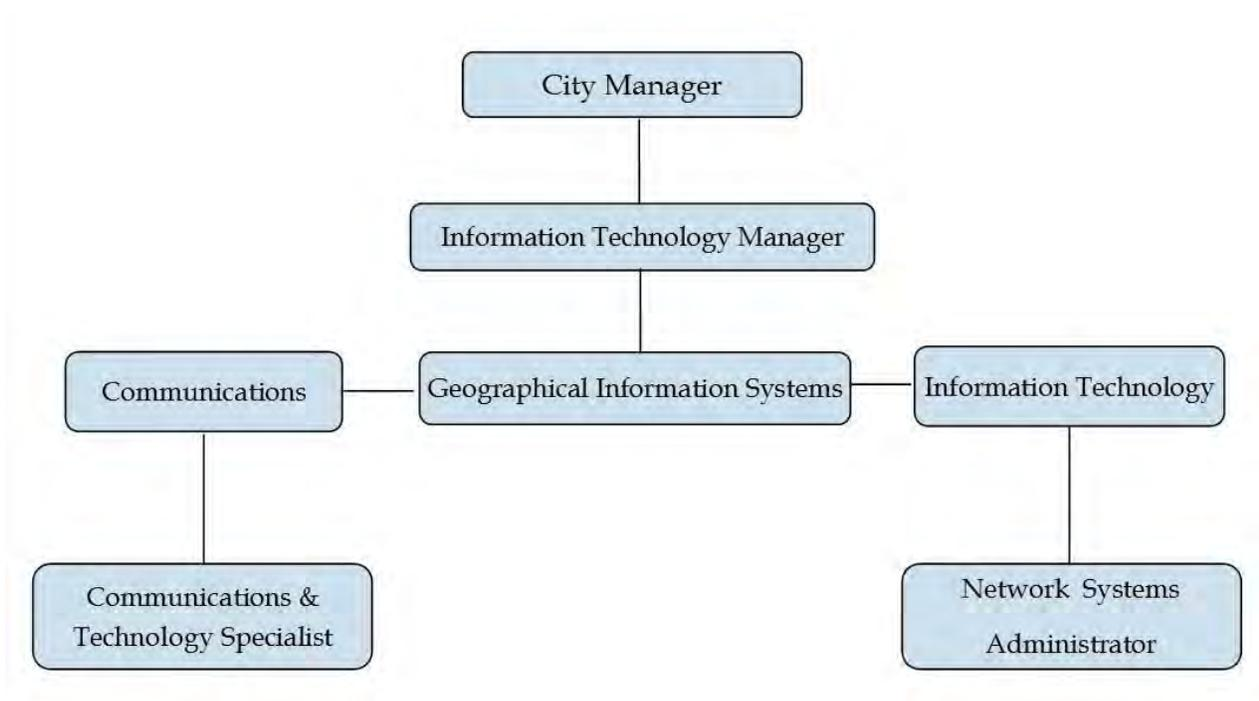 City Manager
Information Technology Manager
Communications
Geographical Information Systems
Information Technology
Communications &
Technology Specialist
Network Systems
Administrator